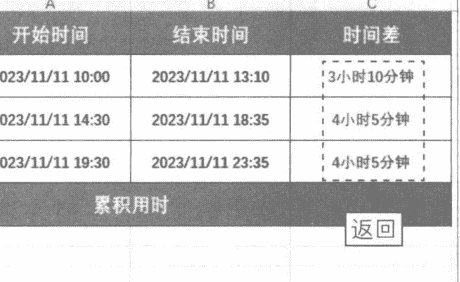 A B C
开始时间 结束时间 时间差
023/11/11 10:00 2023/11/11 13:10 3小时10分钟
023/11/11 14:30 2023/11/11 18:35 4小时5分钟
023/11/11 19:30 2023/11/11 23:35 4小时5分钟
累积用时
返回